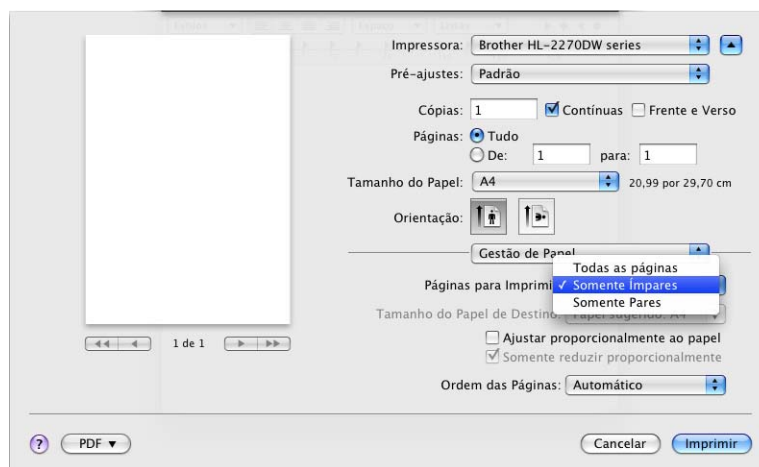 Impressora: Brother HL-2270DW series
Pré-ajustes: Padrão
Cópias: 1 Contínuas Frente e Verso
Páginas: Tudo
De: 1 para: 1
Tamanho do Papel: A4 20,99 por 29,70 cm
Orientação:
Gestão de Papel
Todas as páginas
Páginas para Imprimi ✓ Somente Ímpares
Somente Pares
Tamanho do Papel de Destino: Papel sugerido: A4
Ajustar proporcionalmente ao papel
1 de 1
Somente reduzir proporcionalmente
Ordem das Páginas: Automático
? PDF ▼ Cancelar Imprimir